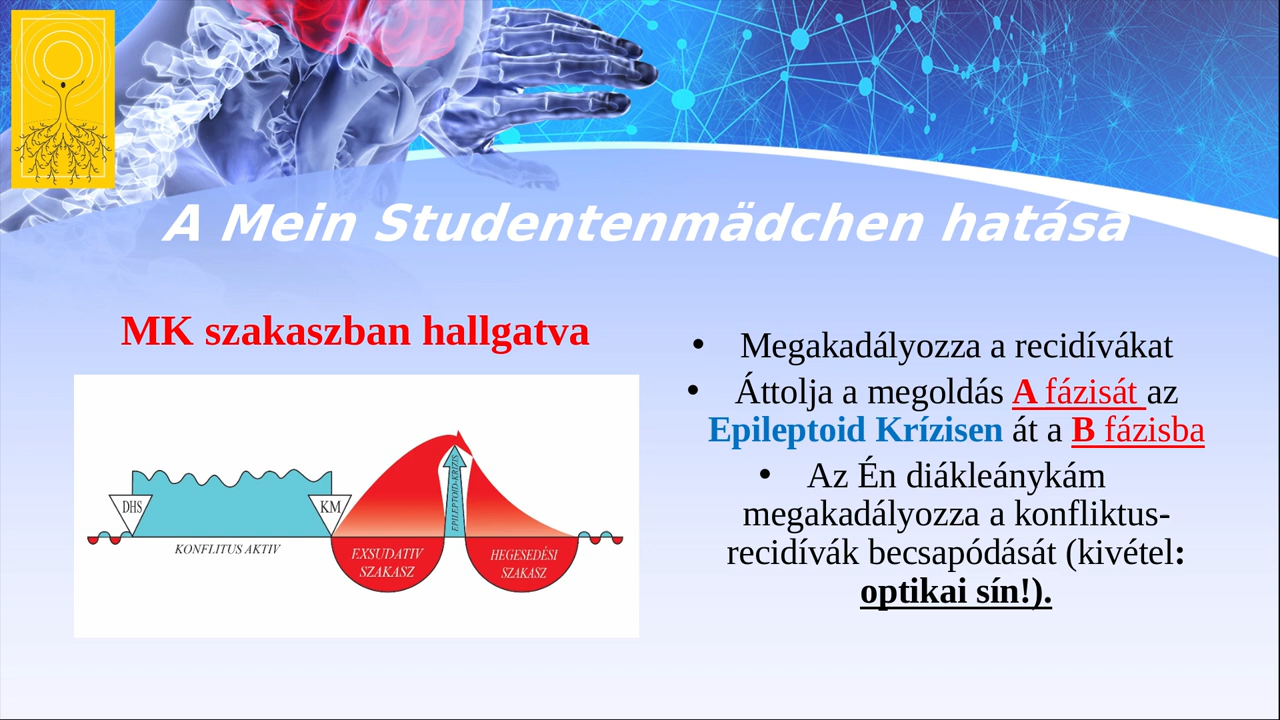 A Mein Studentenmädchen hatása
MK szakaszban hallgatva
DHS
KM
EPILEPTOID-KRÍZIS
KONFLITUS AKTIV
EXSUDATIV
SZAKASZ
HEGESEDÉSI
SZAKASZ
• Megakadályozza a recidívákat
• Áttolja a megoldás A fázisát az
Epileptoid Krízisen át a B fázisba
• Az Én diákleánykám
megakadályozza a konfliktus-
recidívák becsapódását (kivétel:
optikai sín!).